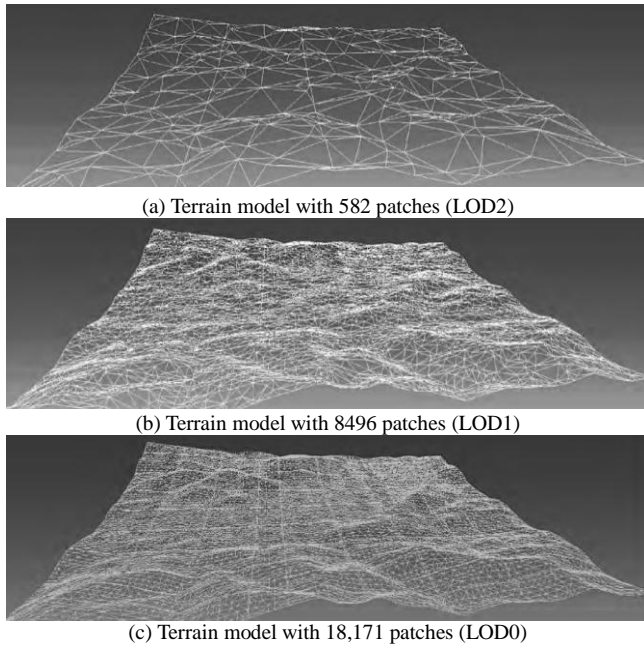 (a) Terrain model with 582 patches (LOD2)
(b) Terrain model with 8496 patches (LOD1)
(c) Terrain model with 18,171 patches (LOD0)